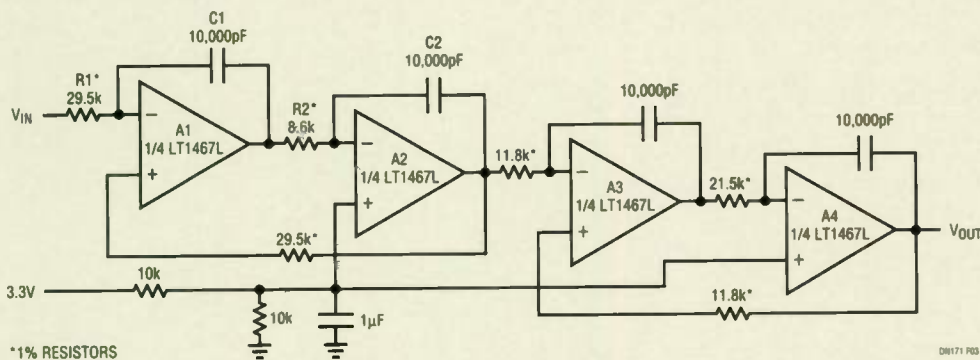 C1
10,000pF
R1*
29.5k
VIN
A1
1/4 LT1467L
−
+
R2*
8.6k
C2
10,000pF
A2
1/4 LT1467L
−
+
29.5k*
11.8k*
10,000pF
A3
1/4 LT1467L
−
+
21.5k*
10,000pF
A4
1/4 LT1467L
−
+
VOUT
11.8k*
3.3V
10k
10k
1µF
*1% RESISTORS
DN171 F03